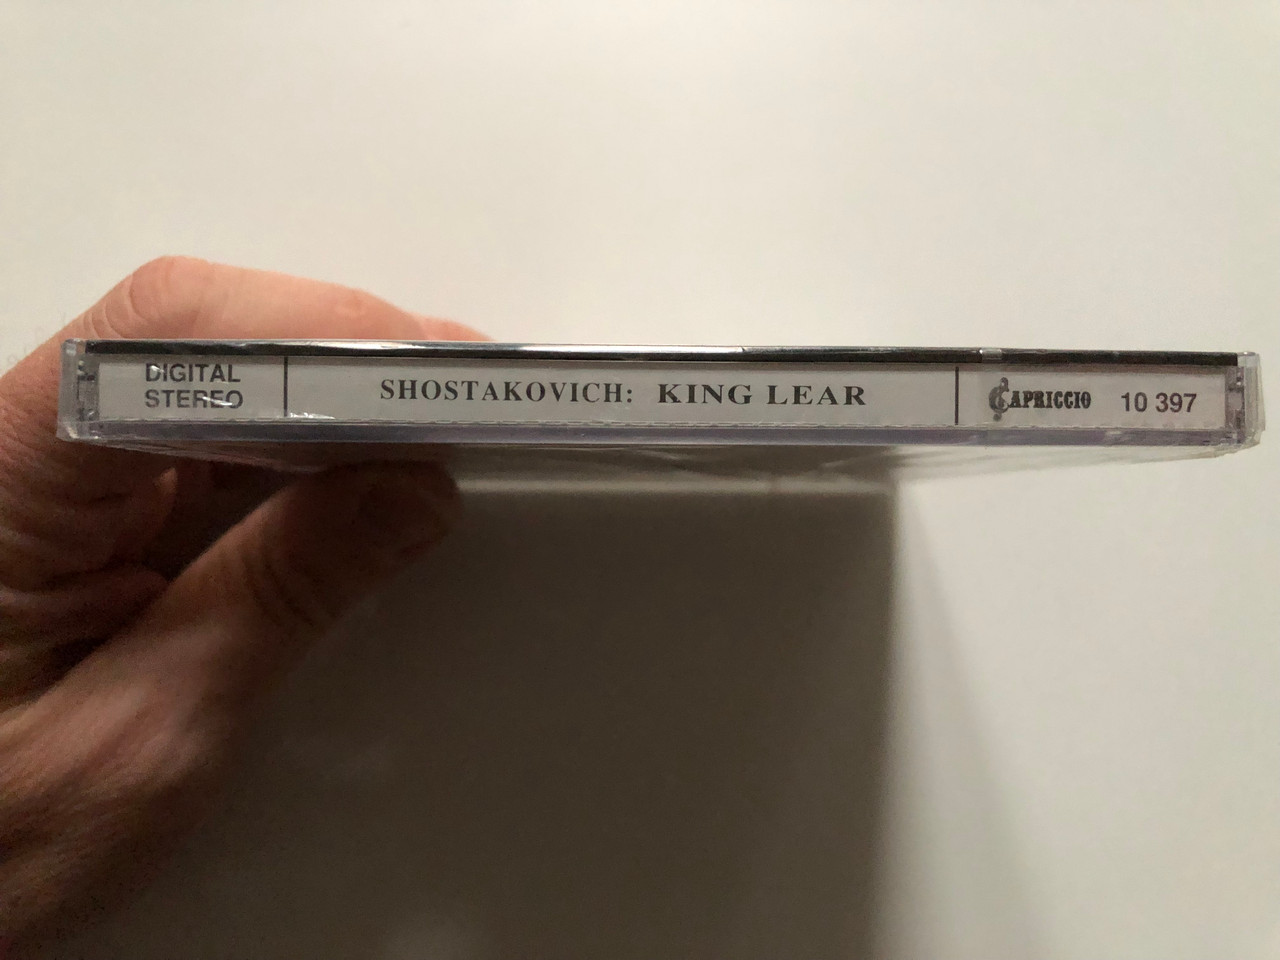 DIGITAL
STEREO
SHOSTAKOVICH: KING LEAR
CAPRICCIO 10 397